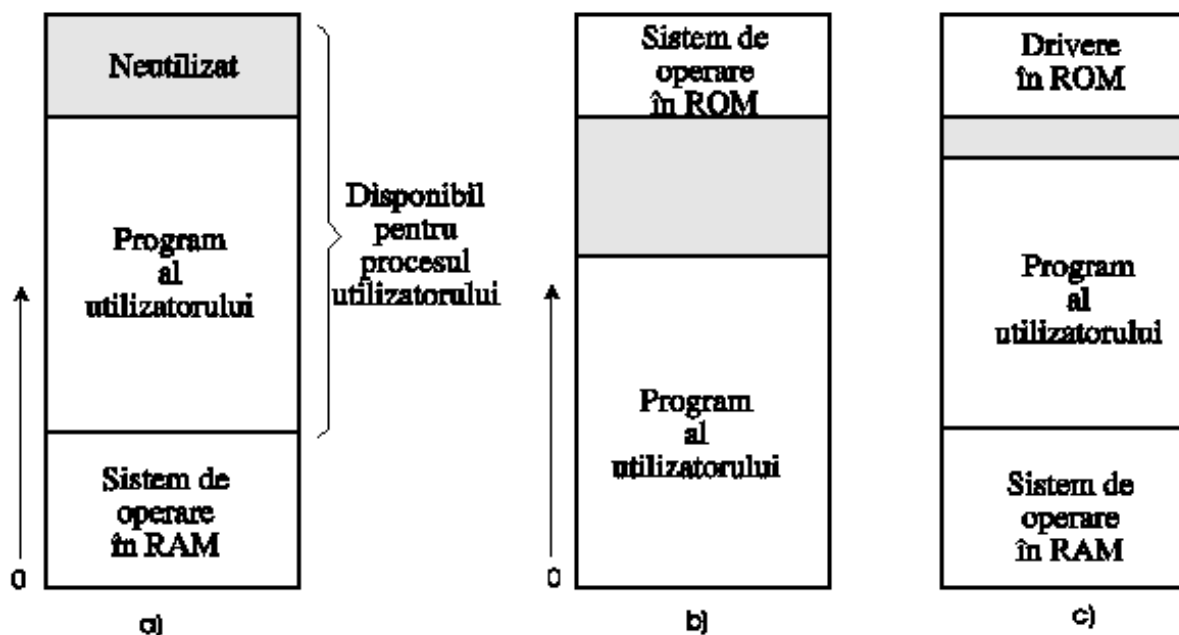 Neutilizat
Program
al
utilizatorului
Sistem de
operare
în RAM
0
Disponibil
pentru
procesul
utilizatorului
a)
Sistem de
operare
în ROM
Program
al
utilizatorului
0
b)
Drivere
în ROM
Program
al
utilizatorului
Sistem de
operare
în RAM
c)